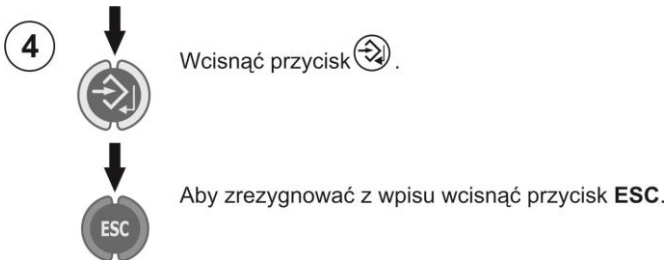 4
Wcisnąć przycisk .
Aby zrezygnować z wpisu wcisnąć przycisk ESC.
ESC